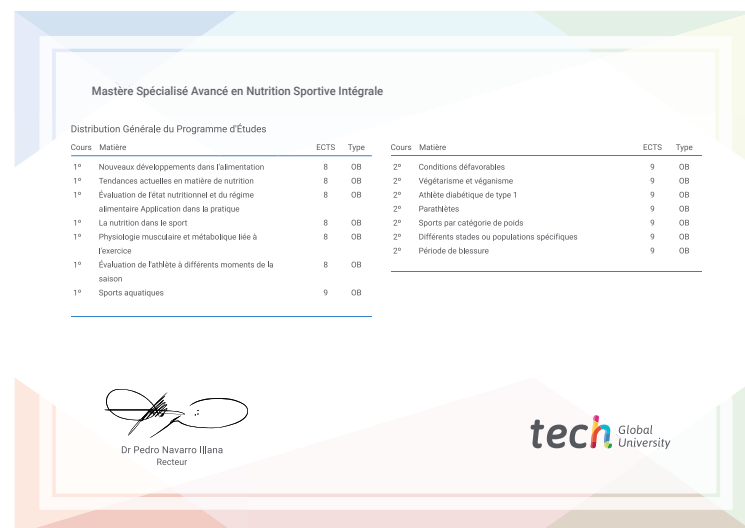 Mastère Spécialisé Avancé en Nutrition Sportive Intégrale
Distribution Générale du Programme d'Études
Cours Matière ECTS Type
1º Nouveaux développements dans l'alimentation 8 OB
1º Tendances actuelles en matière de nutrition 8 OB
1º Évaluation de l'état nutritionnel et du régime 8 OB
alimentaire Application dans la pratique
1º La nutrition dans le sport 8 OB
1º Physiologie musculaire et métabolique liée à 8 OB
l'exercice
1º Évaluation de l'athlète à différents moments de la 8 OB
saison
1º Sports aquatiques 9 OB
Cours Matière ECTS Type
2º Conditions défavorables 9 OB
2º Végétarisme et véganisme 9 OB
2º Athlète diabétique de type 1 9 OB
2º Parathlètes 9 OB
2º Sports par catégorie de poids 9 OB
2º Différents stades ou populations spécifiques 9 OB
2º Période de blessure 9 OB
Dr Pedro Navarro Illana
Recteur
tech Global
University